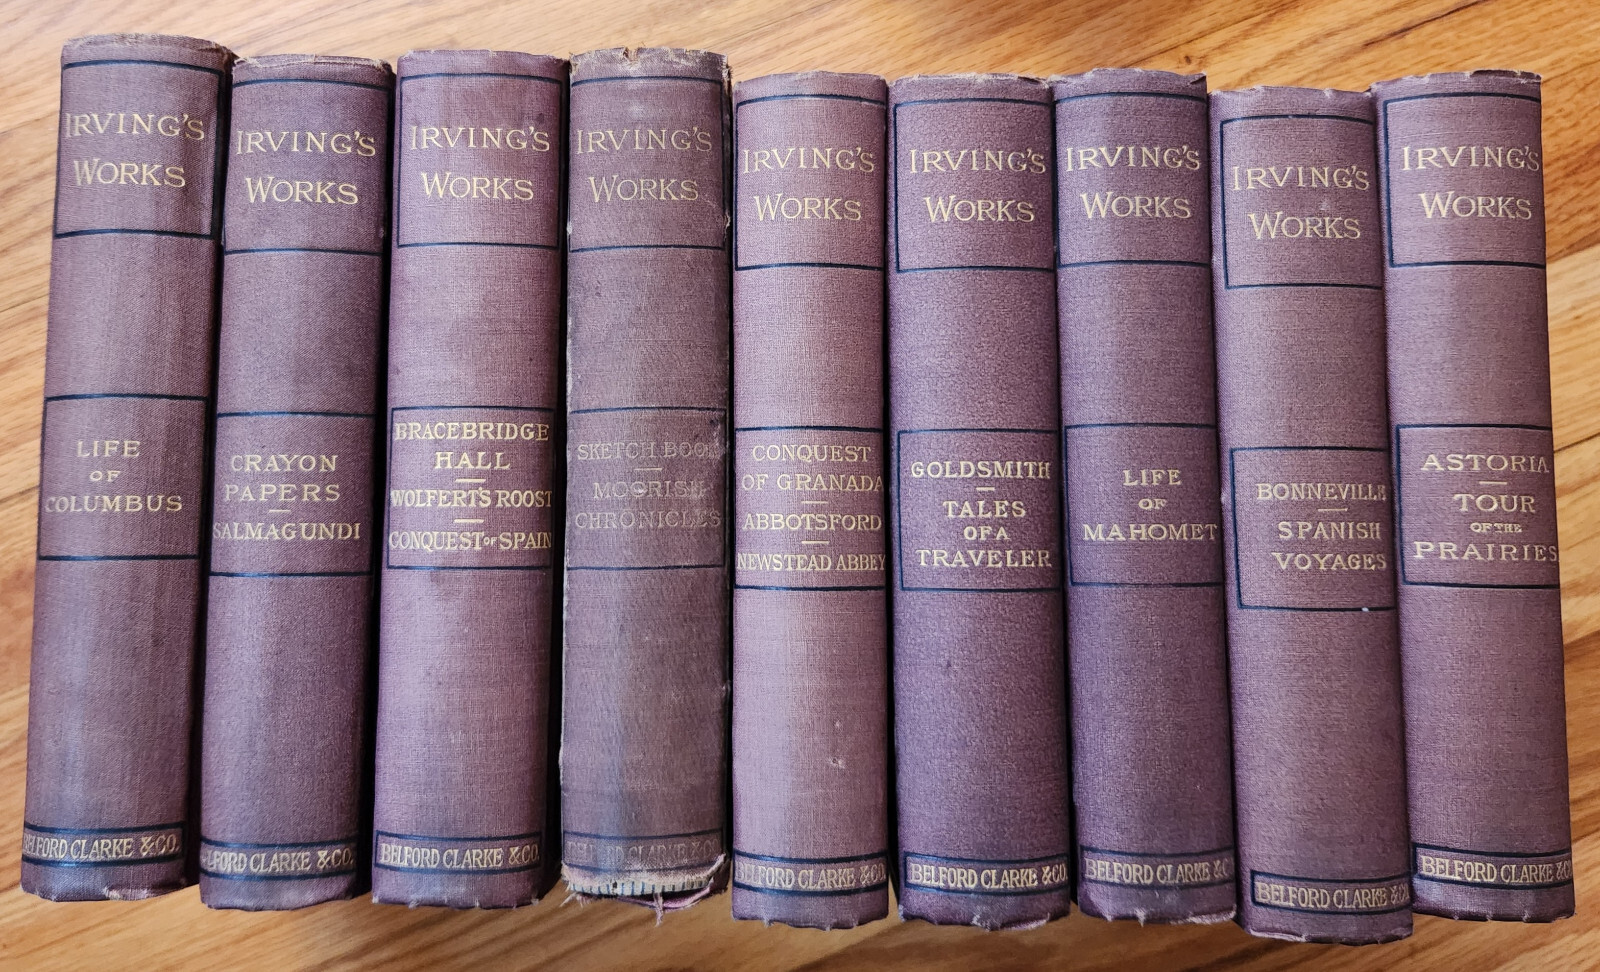 IRVING'S
WORKS
LIFE
OF
COLUMBUS
BELFORD CLARKE & CO.
IRVING'S
WORKS
CRAYON
PAPERS
SALMAGUNDI
BELFORD CLARKE & CO.
IRVING'S
WORKS
BRACEBRIDGE
HALL
WOLFERT'S ROOST
CONQUEST OF SPAIN
BELFORD CLARKE & CO.
IRVING'S
WORKS
SKETCH BOOK
MOORISH
CHRONICLES
BELFORD CLARKE & CO.
IRVING'S
WORKS
CONQUEST
OF GRANADA
ABBOTSFORD
NEWSTEAD ABBEY
BELFORD CLARKE & CO.
IRVING'S
WORKS
GOLDSMITH
TALES
OF A
TRAVELER
BELFORD CLARKE & CO.
IRVING'S
WORKS
LIFE
OF
MAHOMET
BELFORD CLARKE & C
IRVING'S
WORKS
BONNEVILLE
SPANISH
VOYAGES
BELFORD CLARKE & CO.
IRVING'S
WORKS
ASTORIA
TOUR
OF THE
PRAIRIES
BELFORD CLARKE & CO.